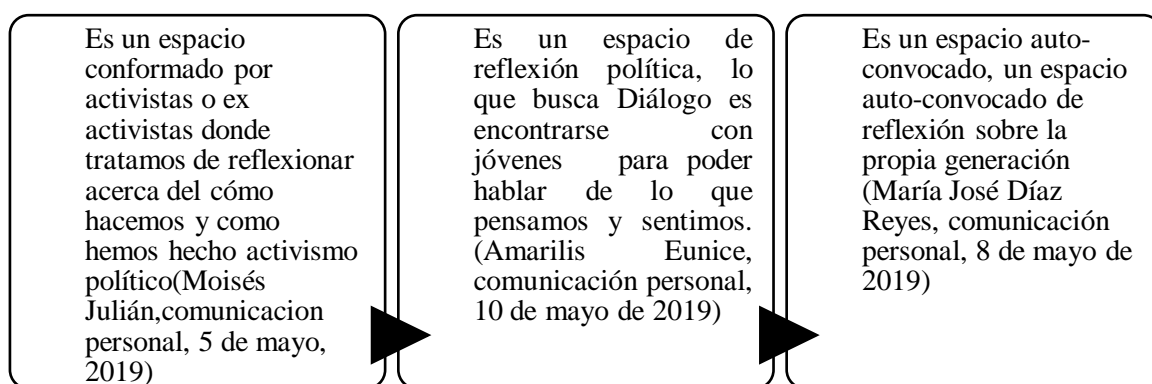 Es un espacio
conformado por
activistas o ex
activistas donde
tratamos de reflexionar
acerca del cómo
hacemos y como
hemos hecho activismo
político(Moisés
Julián,comunicacion
personal, 5 de mayo,
2019)
Es un espacio de
reflexión política, lo
que busca Diálogo es
encontrarse con
jóvenes para poder
hablar de lo que
pensamos y sentimos.
(Amarilis Eunice,
comunicación personal,
10 de mayo de 2019)
Es un espacio auto-
convocado, un espacio
auto-convocado de
reflexión sobre la
propia generación
(María José Díaz
Reyes, comunicación
personal, 8 de mayo de
2019)